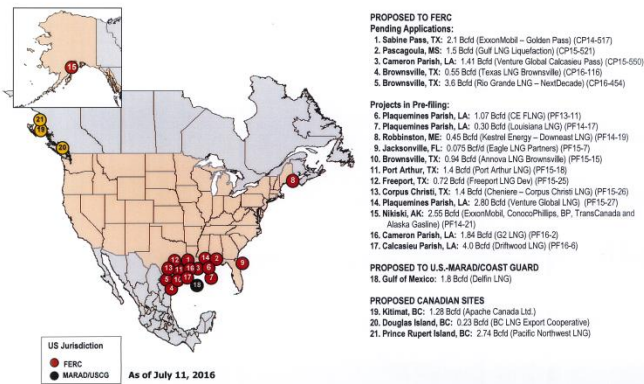 PROPOSED TO FERC
Pending Applications:
1. Sabine Pass, TX: 2.1 Bcfd (ExxonMobil – Golden Pass) (CP14-517)
2. Pascagoula, MS: 1.5 Bcfd (Gulf LNG Liquefaction) (CP15-521)
3. Cameron Parish, LA: 1.41 Bcfd (Venture Global Calcasieu Pass) (CP15-550)
4. Brownsville, TX: 0.55 Bcfd (Texas LNG Brownsville) (CP16-116)
5. Brownsville, TX: 3.6 Bcfd (Rio Grande LNG – NextDecade) (CP16-454)
Projects in Pre-filing:
6. Plaquemines Parish, LA: 1.07 Bcfd (CE FLNG) (PF13-11)
7. Plaquemines Parish, LA: 0.30 Bcfd (Louisiana LNG) (PF14-17)
8. Robbinston, ME: 0.45 Bcfd (Kestrel Energy – Downeast LNG) (PF14-19)
9. Jacksonville, FL: 0.075 Bcf/d (Eagle LNG Partners) (PF15-7)
10. Brownsville, TX: 0.94 Bcfd (Annova LNG Brownsville) (PF15-15)
11. Port Arthur, TX: 1.4 Bcfd (Port Arthur LNG) (PF15-18)
12. Freeport, TX: 0.72 Bcfd (Freeport LNG Dev) (PF15-25)
13. Corpus Christi, TX: 1.4 Bcfd (Cheniere – Corpus Christi LNG) (PF15-26)
14. Plaquemines Parish, LA: 2.80 Bcfd (Venture Global LNG) (PF15-27)
15. Nikiski, AK: 2.55 Bcfd (ExxonMobil, ConocoPhillips, BP, TransCanada and
Alaska Gasline) (PF14-21)
16. Cameron Parish, LA: 1.84 Bcfd (G2 LNG) (PF16-2)
17. Calcasieu Parish, LA: 4.0 Bcfd (Driftwood LNG) (PF16-6)
PROPOSED TO U.S.-MARAD/COAST GUARD
18. Gulf of Mexico: 1.8 Bcfd (Delfin LNG)
PROPOSED CANADIAN SITES
19. Kitimat, BC: 1.28 Bcfd (Apache Canada Ltd.)
20. Douglas Island, BC: 0.23 Bcfd (BC LNG Export Cooperative)
21. Prince Rupert Island, BC: 2.74 Bcfd (Pacific Northwest LNG)
15
21
19
20
8
12 1 14 2
13 11 16 3 6 9
5 10 17 7
4 18
US Jurisdiction
FERC
MARAD/USCG
As of July 11, 2016